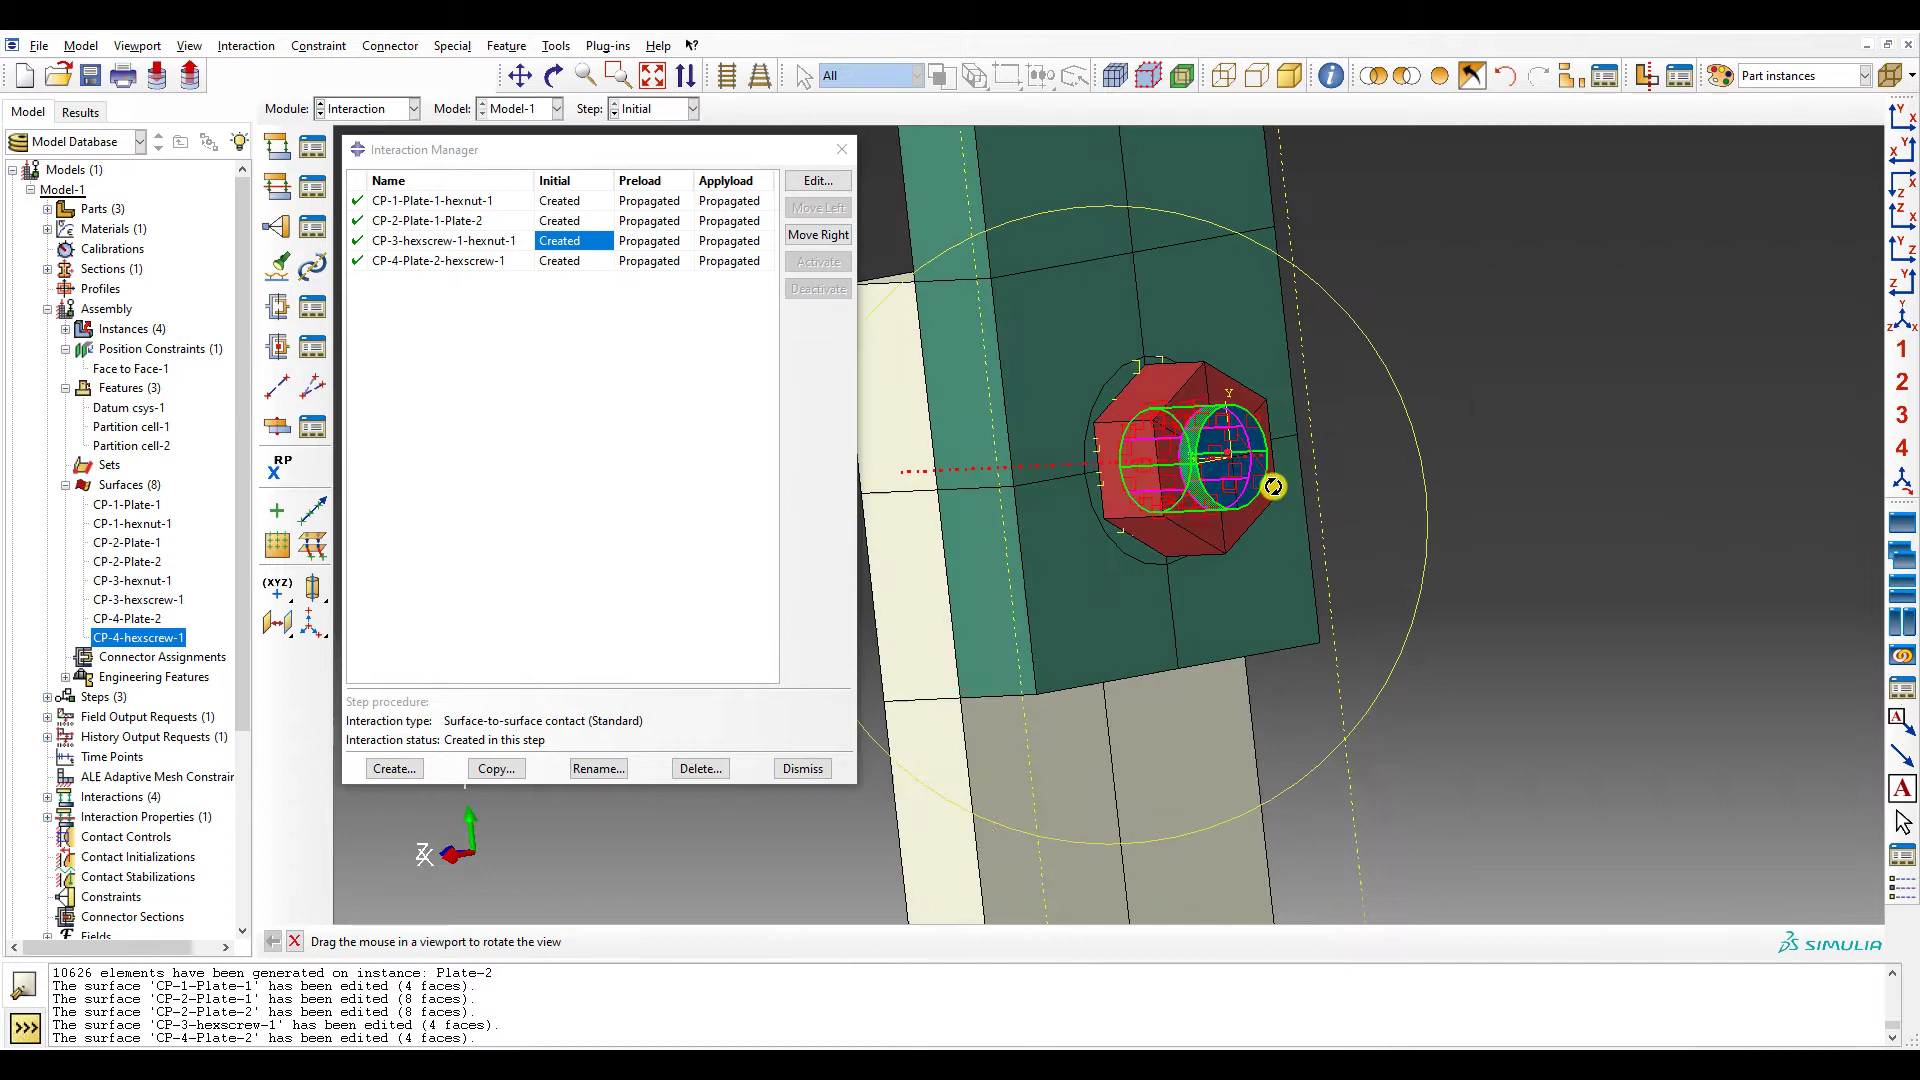 File Model Viewport View Interaction Constraint Connector Special Feature Tools Plug-ins Help
All
Part instances
Model Results
Module: Interaction Model: Model-1 Step: Initial
Model Database
Models (1)
Model-1
Parts (3)
Materials (1)
Calibrations
Sections (1)
Profiles
Assembly
Instances (4)
Position Constraints (1)
Face to Face-1
Features (3)
Datum csys-1
Partition cell-1
Partition cell-2
Sets
Surfaces (8)
CP-1-Plate-1
CP-1-hexnut-1
CP-2-Plate-1
CP-2-Plate-2
CP-3-hexnut-1
CP-3-hexscrew-1
CP-4-Plate-2
CP-4-hexscrew-1
Connector Assignments
Engineering Features
Steps (3)
Field Output Requests (1)
History Output Requests (1)
Time Points
ALE Adaptive Mesh Constrain
Interactions (4)
Interaction Properties (1)
Contact Controls
Contact Initializations
Contact Stabilizations
Constraints
Connector Sections
Fields
RP
(XYZ)
Interaction Manager
Name Initial Preload Applyload
CP-1-Plate-1-hexnut-1 Created Propagated Propagated
CP-2-Plate-1-Plate-2 Created Propagated Propagated
CP-3-hexscrew-1-hexnut-1 Created Propagated Propagated
CP-4-Plate-2-hexscrew-1 Created Propagated Propagated
Edit...
Move Left
Move Right
Activate
Deactivate
Step procedure:
Interaction type: Surface-to-surface contact (Standard)
Interaction status: Created in this step
Create... Copy... Rename... Delete... Dismiss
Y
Z
X
1
2
3
4
A
A
Drag the mouse in a viewport to rotate the view
SIMULIA
10626 elements have been generated on instance: Plate-2
The surface 'CP-1-Plate-1' has been edited (4 faces).
The surface 'CP-2-Plate-1' has been edited (8 faces).
The surface 'CP-2-Plate-2' has been edited (8 faces).
The surface 'CP-3-hexscrew-1' has been edited (4 faces).
The surface 'CP-4-Plate-2' has been edited (4 faces).
>>>